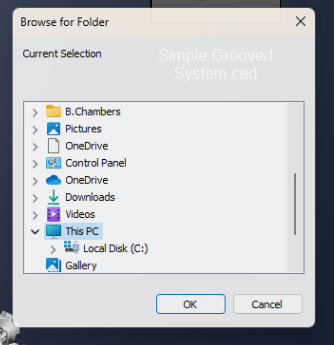 Browse for Folder
Current Selection
Simple Grooved
System.cad
B.Chambers
Pictures
OneDrive
Control Panel
OneDrive
Downloads
Videos
This PC
Local Disk (C:)
Gallery
OK
Cancel